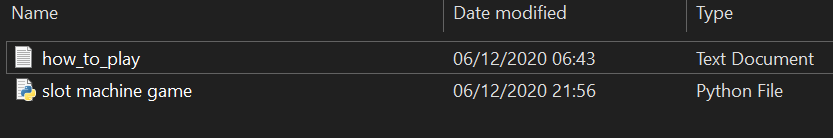 Name Date modified Type
how_to_play 06/12/2020 06:43 Text Document
slot machine game 06/12/2020 21:56 Python File